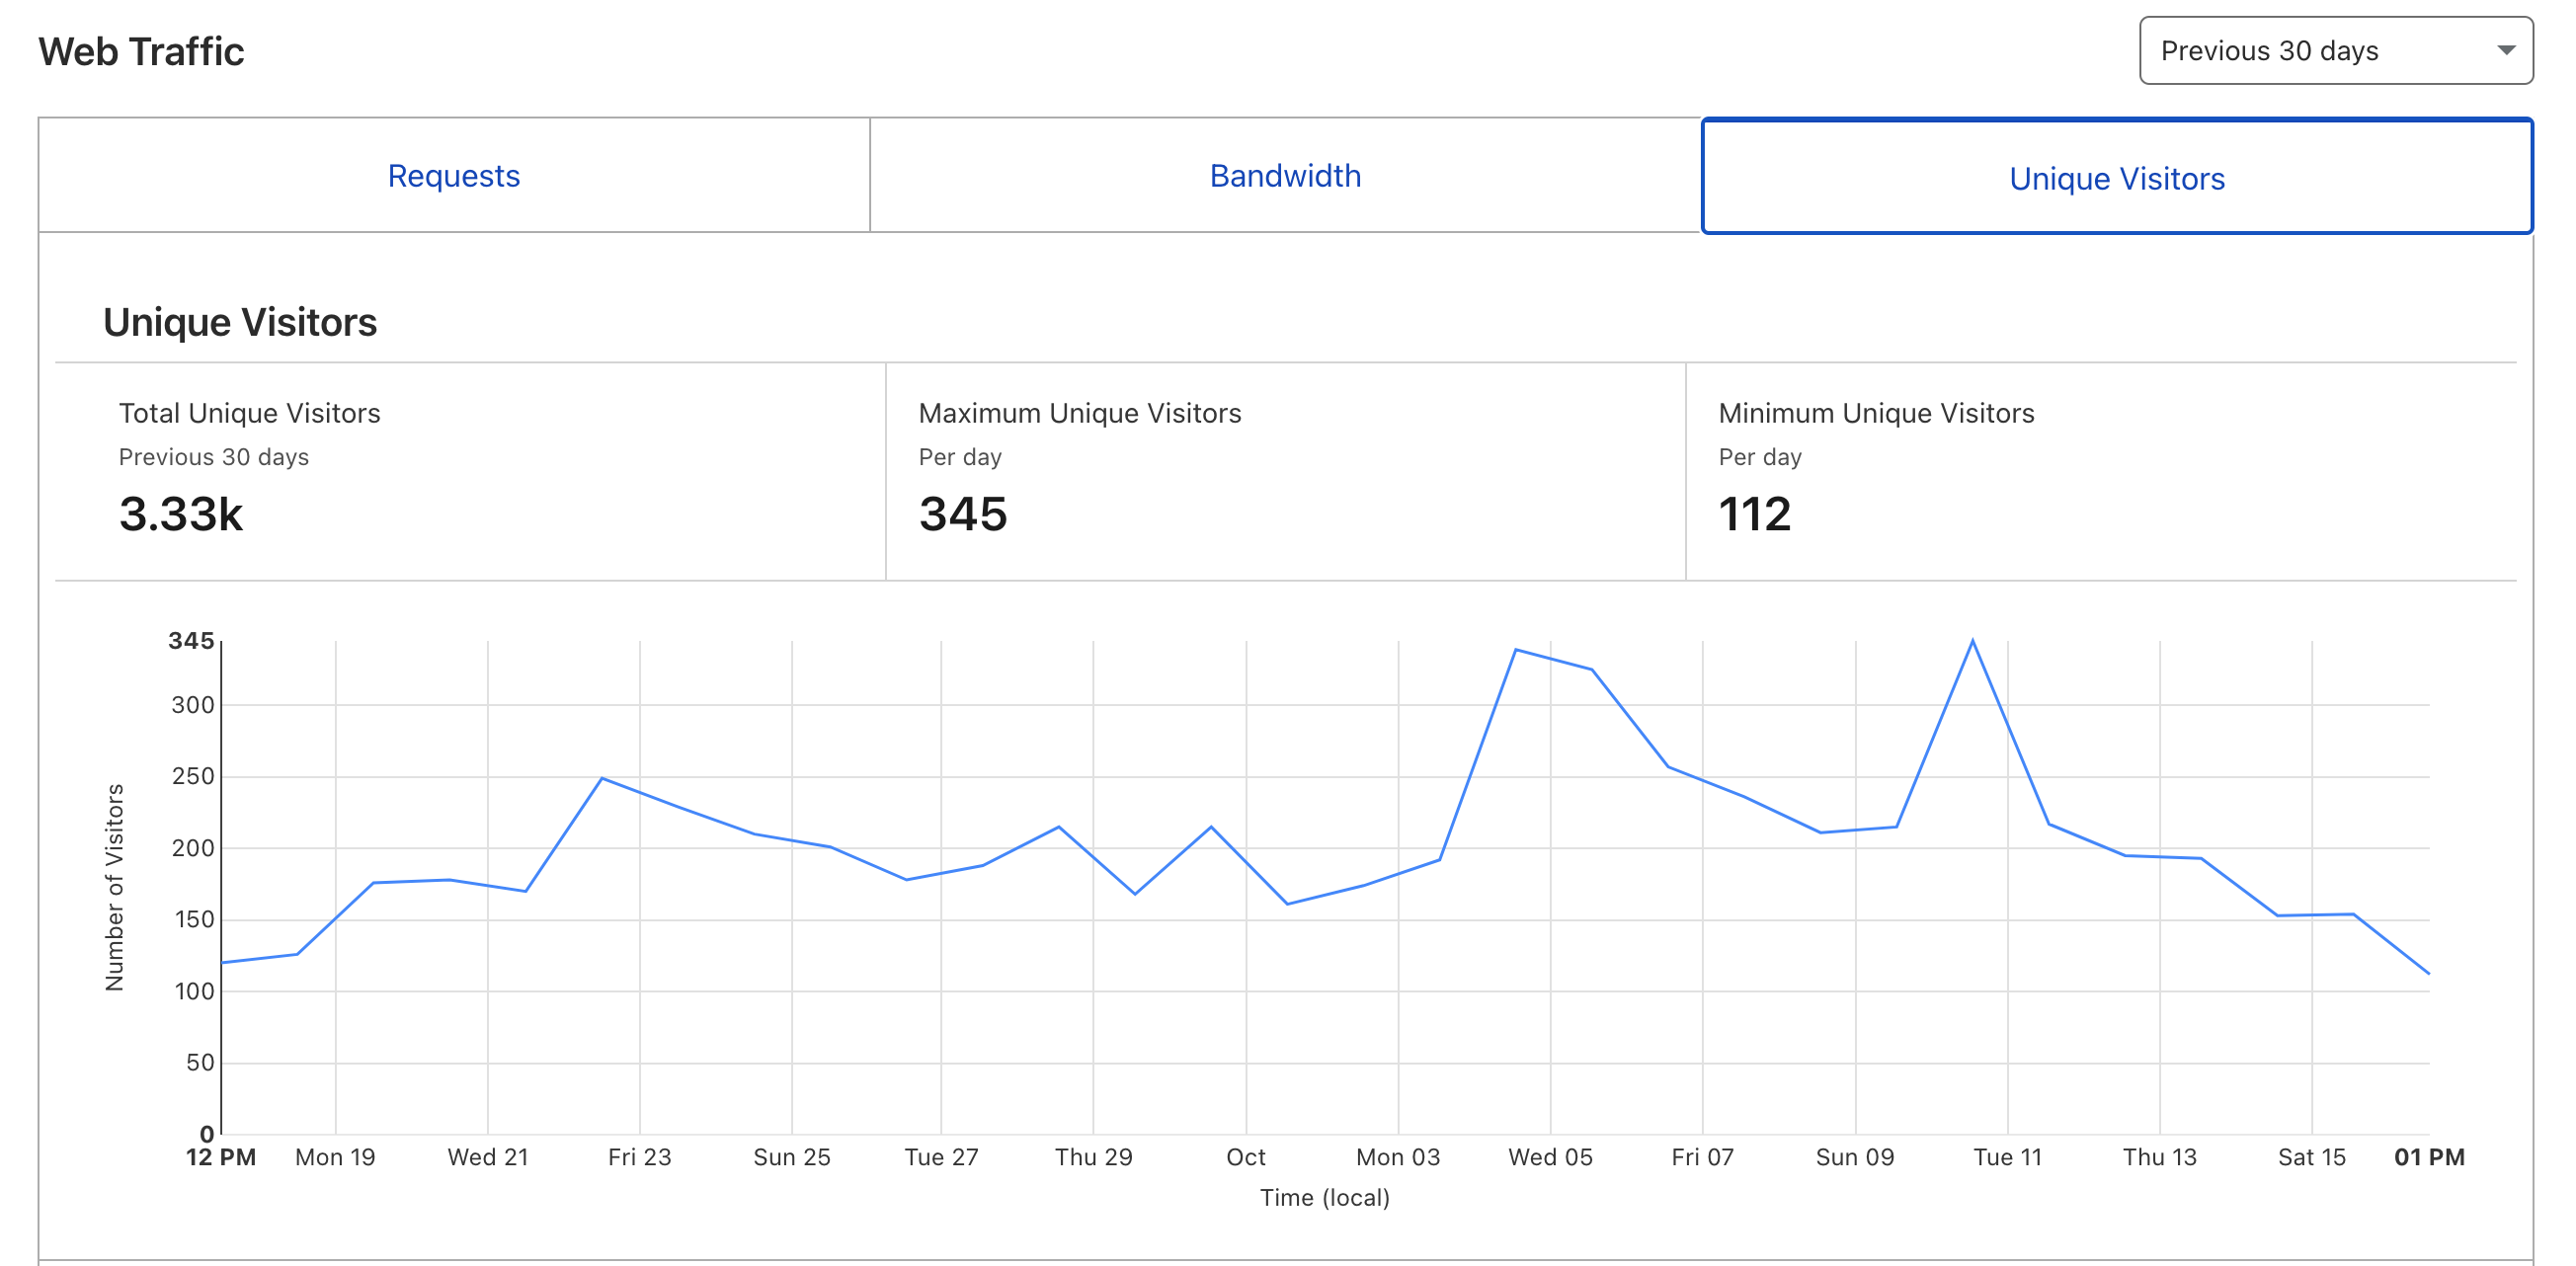 Web Traffic
Previous 30 days
Requests
Bandwidth
Unique Visitors
Unique Visitors
Total Unique Visitors
Previous 30 days
3.33k
Maximum Unique Visitors
Per day
345
Minimum Unique Visitors
Per day
112
Number of Visitors
345
300
250
200
150
100
50
0
12 PM
Mon 19
Wed 21
Fri 23
Sun 25
Tue 27
Thu 29
Oct
Mon 03
Wed 05
Fri 07
Sun 09
Tue 11
Thu 13
Sat 15
01 PM
Time (local)